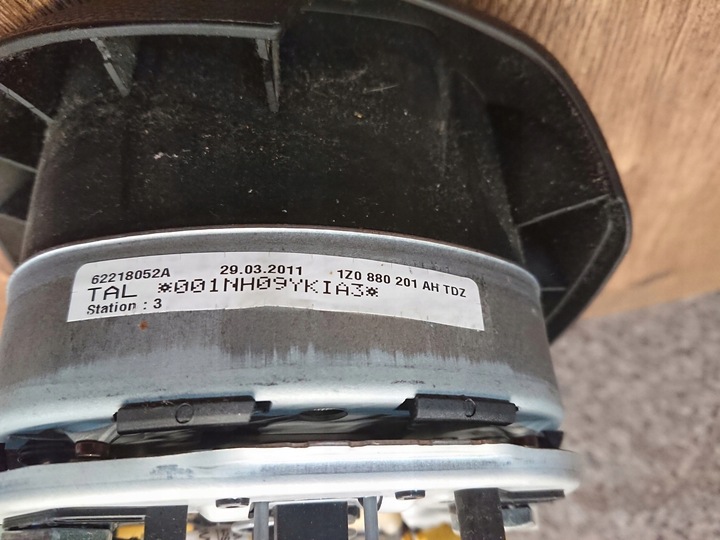 62218052A 29.03.2011 1Z0 880 201 AH TDZ
TAL *001NH09YKIA3*
Station : 3